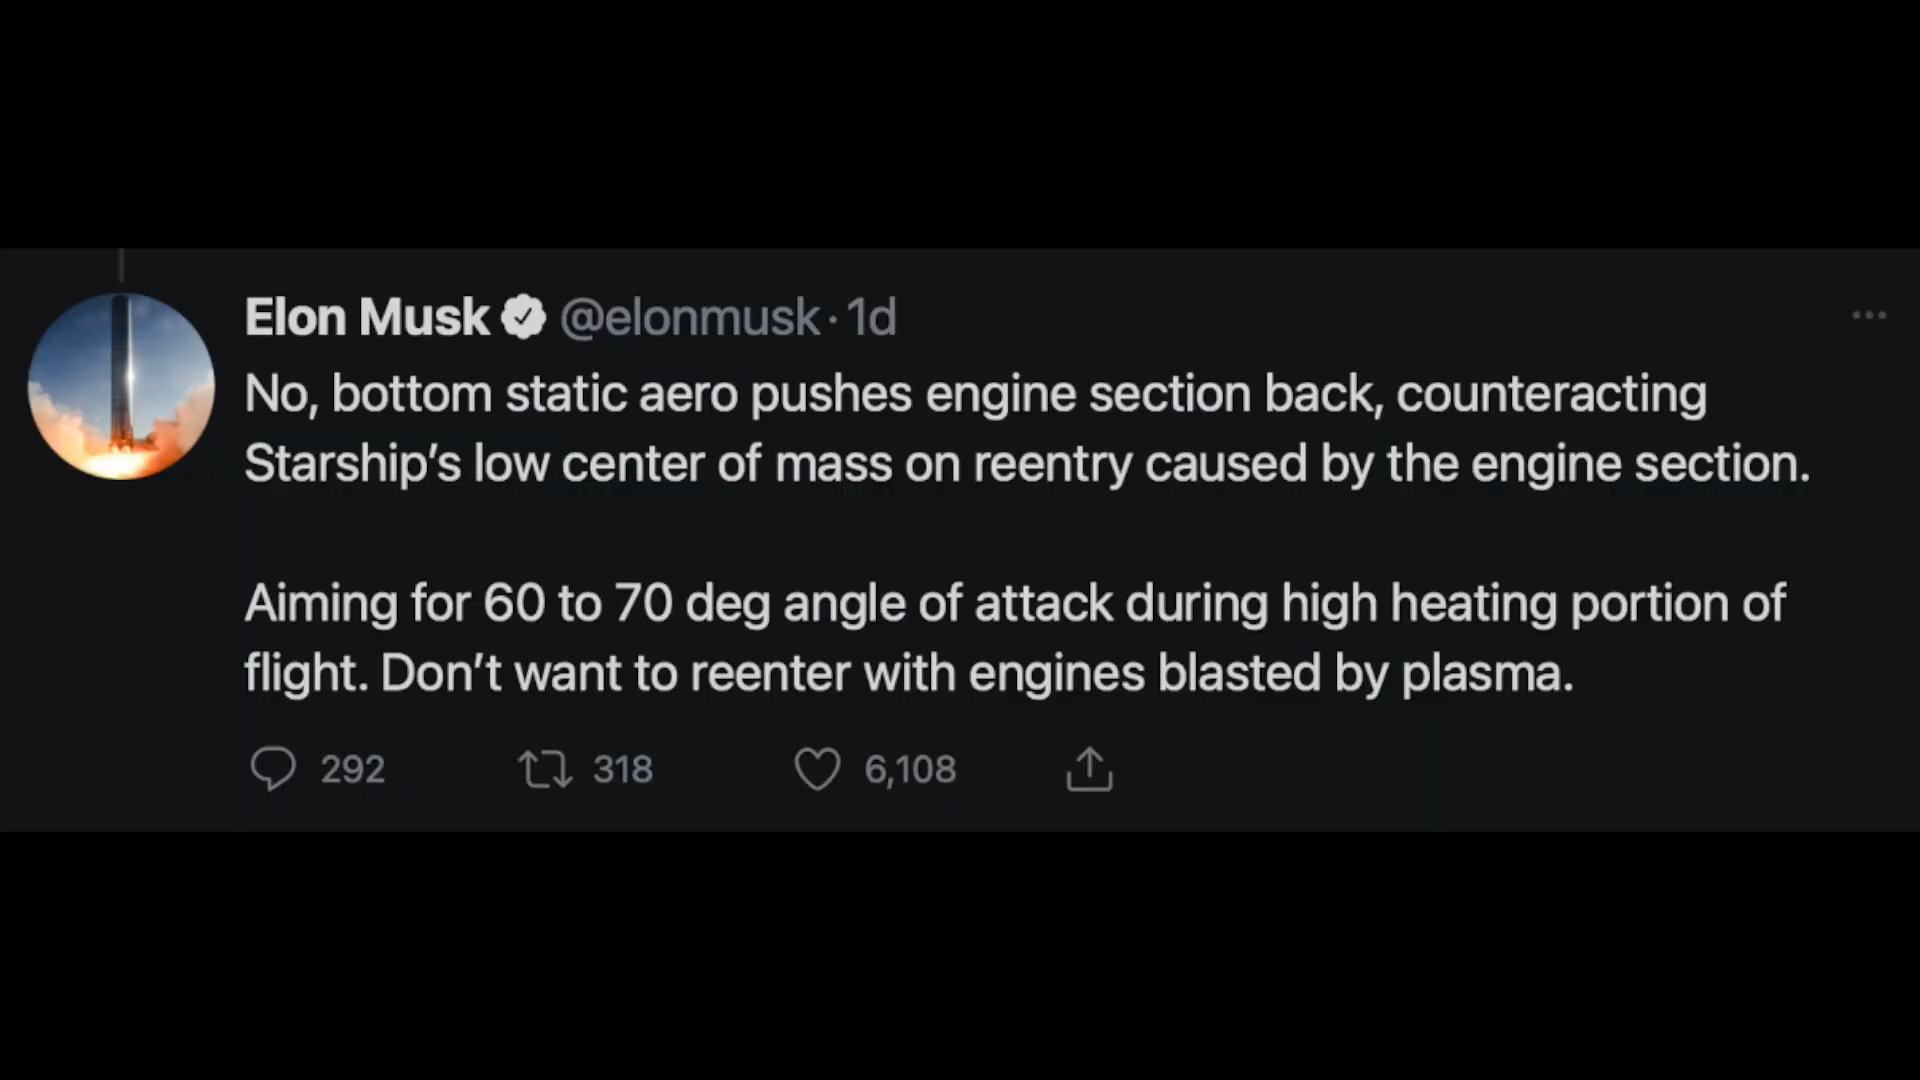 Elon Musk @elonmusk · 1d
No, bottom static aero pushes engine section back, counteracting
Starship’s low center of mass on reentry caused by the engine section.
Aiming for 60 to 70 deg angle of attack during high heating portion of
flight. Don’t want to reenter with engines blasted by plasma.
292 318 6,108